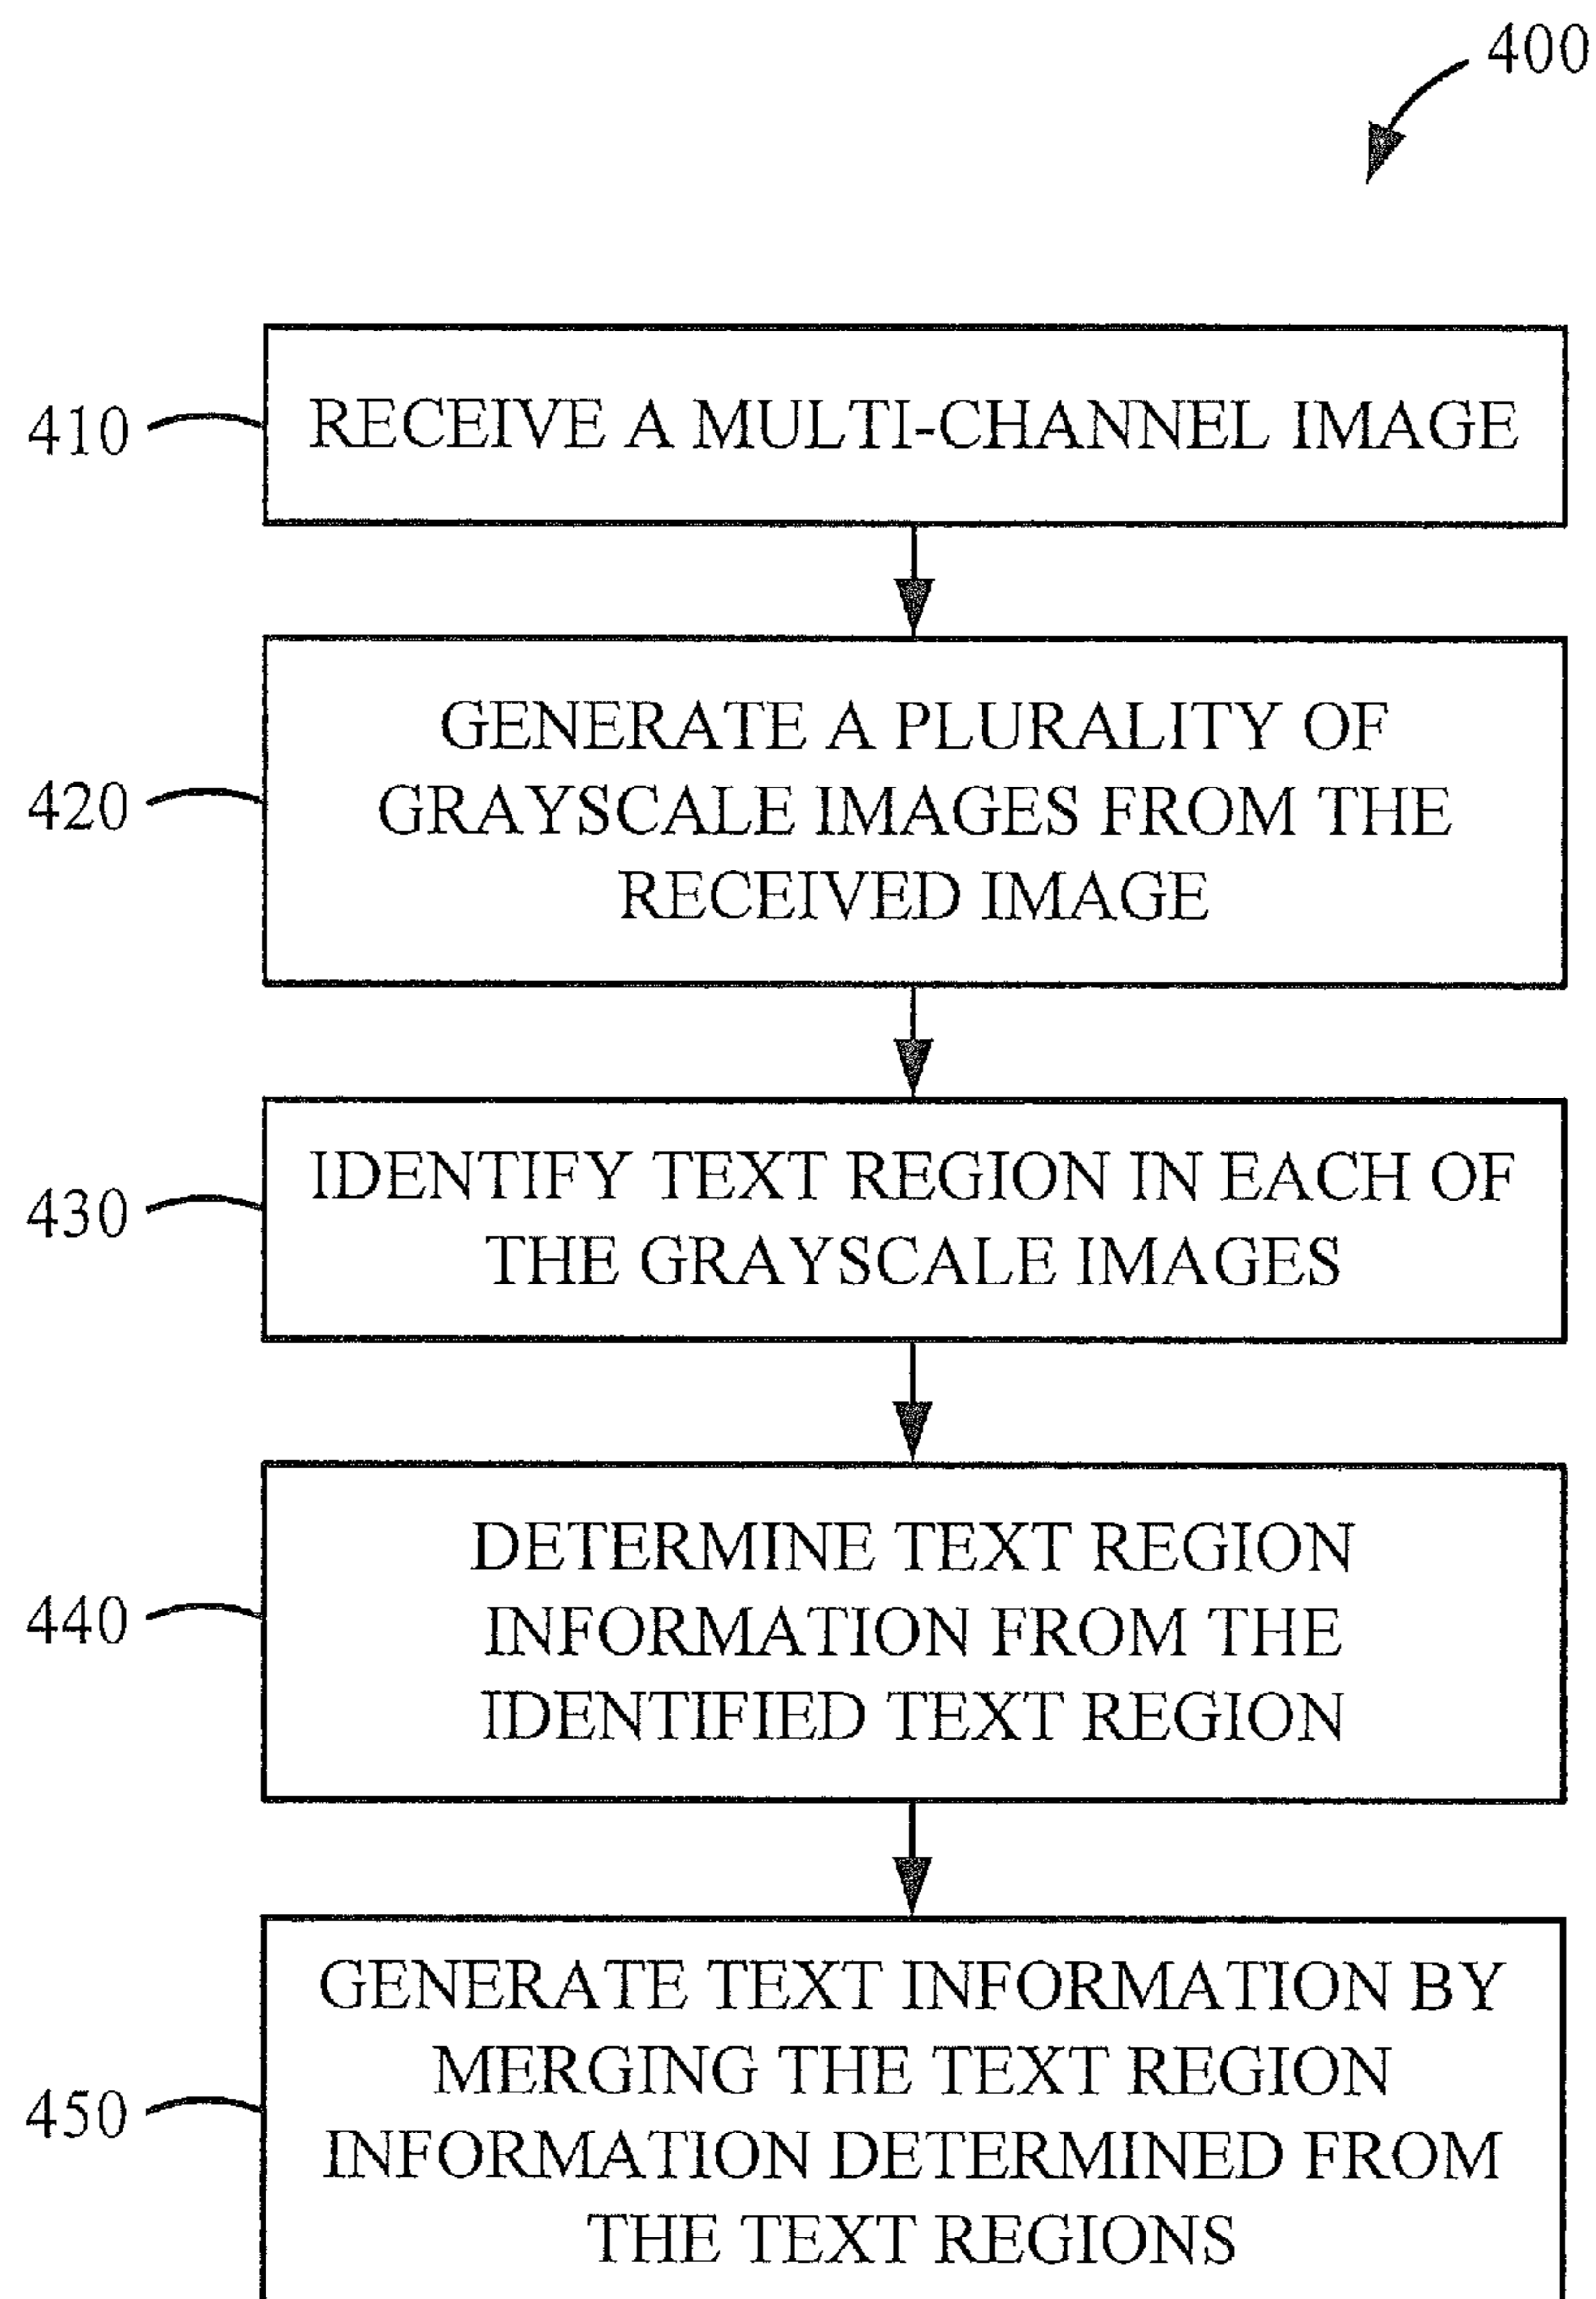 400
410
RECEIVE A MULTI-CHANNEL IMAGE
420
GENERATE A PLURALITY OF
GRAYSCALE IMAGES FROM THE
RECEIVED IMAGE
430
IDENTIFY TEXT REGION IN EACH OF
THE GRAYSCALE IMAGES
440
DETERMINE TEXT REGION
INFORMATION FROM THE
IDENTIFIED TEXT REGION
450
GENERATE TEXT INFORMATION BY
MERGING THE TEXT REGION
INFORMATION DETERMINED FROM
THE TEXT REGIONS